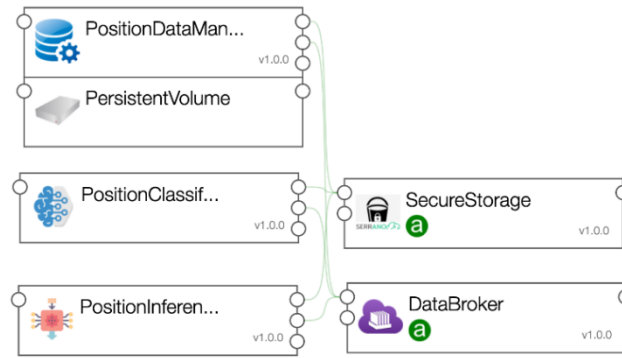 PositionDataMan...
v1.0.0
PersistentVolume
PositionClassif...
v1.0.0
SecureStorage
SERRANO
a
v1.0.0
PositionInferen...
v1.0.0
DataBroker
a
v1.0.0